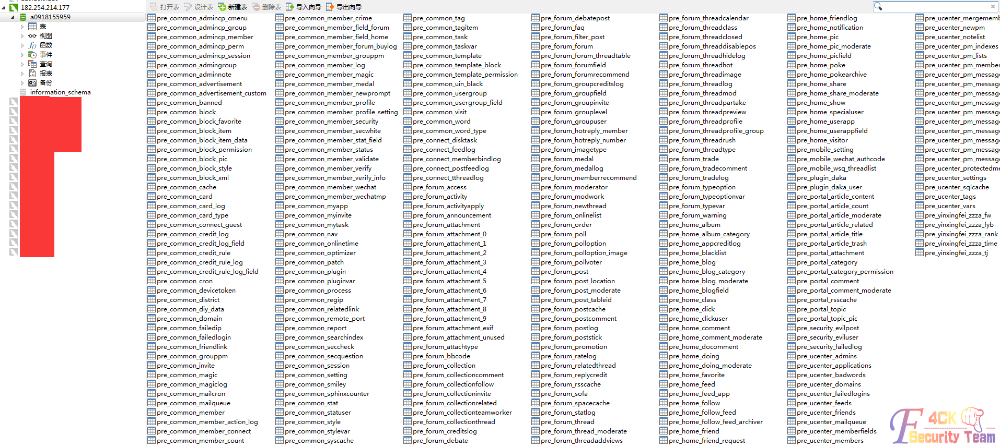 182.254.214.177
a0918155959
表
视图
函数
事件
查询
报表
备份
information_schema
打开表 设计表 新建表 删除表 导入向导 导出向导
pre_common_admincp_cmenu
pre_common_admincp_group
pre_common_admincp_member
pre_common_admincp_perm
pre_common_admincp_session
pre_common_admingroup
pre_common_adminnote
pre_common_advertisement
pre_common_advertisement_custom
pre_common_banned
pre_common_block
pre_common_block_favorite
pre_common_block_item
pre_common_block_item_data
pre_common_block_permission
pre_common_block_pic
pre_common_block_style
pre_common_block_xml
pre_common_cache
pre_common_card
pre_common_card_log
pre_common_card_type
pre_common_connect_guest
pre_common_credit_log
pre_common_credit_log_field
pre_common_credit_rule
pre_common_credit_rule_log
pre_common_credit_rule_log_field
pre_common_cron
pre_common_devicetoken
pre_common_district
pre_common_diy_data
pre_common_domain
pre_common_failedip
pre_common_failedlogin
pre_common_friendlink
pre_common_grouppm
pre_common_invite
pre_common_magic
pre_common_magiclog
pre_common_mailcron
pre_common_mailqueue
pre_common_member
pre_common_member_action_log
pre_common_member_connect
pre_common_member_count
pre_common_member_crime
pre_common_member_field_forum
pre_common_member_field_home
pre_common_member_forum_buylog
pre_common_member_grouppm
pre_common_member_log
pre_common_member_magic
pre_common_member_medal
pre_common_member_newprompt
pre_common_member_profile
pre_common_member_profile_setting
pre_common_member_security
pre_common_member_secwhite
pre_common_member_stat_field
pre_common_member_status
pre_common_member_validate
pre_common_member_verify
pre_common_member_verify_info
pre_common_member_wechat
pre_common_member_wechatmp
pre_common_myapp
pre_common_myinvite
pre_common_mytask
pre_common_nav
pre_common_onlinetime
pre_common_optimizer
pre_common_patch
pre_common_plugin
pre_common_pluginvar
pre_common_process
pre_common_regip
pre_common_relatedlink
pre_common_remote_port
pre_common_report
pre_common_searchindex
pre_common_seccheck
pre_common_secquestion
pre_common_session
pre_common_setting
pre_common_smiley
pre_common_sphinxcounter
pre_common_stat
pre_common_statuser
pre_common_style
pre_common_stylevar
pre_common_syscache
pre_common_tag
pre_common_tagitem
pre_common_task
pre_common_taskvar
pre_common_template
pre_common_template_block
pre_common_template_permission
pre_common_uin_black
pre_common_usergroup
pre_common_usergroup_field
pre_common_visit
pre_common_word
pre_common_word_type
pre_connect_disktask
pre_connect_feedlog
pre_connect_memberbindlog
pre_connect_postfeedlog
pre_connect_tthreadlog
pre_forum_access
pre_forum_activity
pre_forum_activityapply
pre_forum_announcement
pre_forum_attachment
pre_forum_attachment_0
pre_forum_attachment_1
pre_forum_attachment_2
pre_forum_attachment_3
pre_forum_attachment_4
pre_forum_attachment_5
pre_forum_attachment_6
pre_forum_attachment_7
pre_forum_attachment_8
pre_forum_attachment_9
pre_forum_attachment_exif
pre_forum_attachment_unused
pre_forum_attachtype
pre_forum_bbcode
pre_forum_collection
pre_forum_collectioncomment
pre_forum_collectionfollow
pre_forum_collectioninvite
pre_forum_collectionrelated
pre_forum_collectionteamworker
pre_forum_collectionthread
pre_forum_creditslog
pre_forum_debate
pre_forum_debatepost
pre_forum_faq
pre_forum_filter_post
pre_forum_forum
pre_forum_forum_threadtable
pre_forum_forumfield
pre_forum_forumrecommend
pre_forum_groupcreditslog
pre_forum_groupfield
pre_forum_groupinvite
pre_forum_grouplevel
pre_forum_groupuser
pre_forum_hotreply_member
pre_forum_hotreply_number
pre_forum_imagetype
pre_forum_medal
pre_forum_medallog
pre_forum_memberrecommend
pre_forum_moderator
pre_forum_modwork
pre_forum_newthread
pre_forum_onlinelist
pre_forum_order
pre_forum_poll
pre_forum_polloption
pre_forum_polloption_image
pre_forum_pollvoter
pre_forum_post
pre_forum_post_location
pre_forum_post_moderate
pre_forum_post_tableid
pre_forum_postcache
pre_forum_postcomment
pre_forum_postlog
pre_forum_poststick
pre_forum_promotion
pre_forum_ratelog
pre_forum_relatedthread
pre_forum_replycredit
pre_forum_rsscache
pre_forum_sofa
pre_forum_spacecache
pre_forum_statlog
pre_forum_thread
pre_forum_thread_moderate
pre_forum_threadaddviews
pre_forum_threadcalendar
pre_forum_threadclass
pre_forum_threadclosed
pre_forum_threaddisablepos
pre_forum_threadhidelog
pre_forum_threadhot
pre_forum_threadimage
pre_forum_threadlog
pre_forum_threadmod
pre_forum_threadpartake
pre_forum_threadpreview
pre_forum_threadprofile
pre_forum_threadprofile_group
pre_forum_threadrush
pre_forum_threadtype
pre_forum_trade
pre_forum_tradecomment
pre_forum_tradelog
pre_forum_typeoption
pre_forum_typeoptionvar
pre_forum_typevar
pre_forum_warning
pre_home_album
pre_home_album_category
pre_home_appcreditlog
pre_home_blacklist
pre_home_blog
pre_home_blog_category
pre_home_blog_moderate
pre_home_blogfield
pre_home_class
pre_home_click
pre_home_clickuser
pre_home_comment
pre_home_comment_moderate
pre_home_docomment
pre_home_doing
pre_home_doing_moderate
pre_home_favorite
pre_home_feed
pre_home_feed_app
pre_home_follow
pre_home_follow_feed
pre_home_follow_feed_archiver
pre_home_friend
pre_home_friend_request
pre_home_friendlog
pre_home_notification
pre_home_pic
pre_home_pic_moderate
pre_home_picfield
pre_home_poke
pre_home_pokearchive
pre_home_share
pre_home_share_moderate
pre_home_show
pre_home_specialuser
pre_home_userapp
pre_home_userappfield
pre_home_visitor
pre_mobile_setting
pre_mobile_wechat_authcode
pre_mobile_wsq_threadlist
pre_plugin_daka
pre_plugin_daka_user
pre_portal_article_content
pre_portal_article_count
pre_portal_article_moderate
pre_portal_article_related
pre_portal_article_title
pre_portal_article_trash
pre_portal_attachment
pre_portal_category
pre_portal_category_permission
pre_portal_comment
pre_portal_comment_moderate
pre_portal_rsscache
pre_portal_topic
pre_portal_topic_pic
pre_security_evilpost
pre_security_eviluser
pre_security_failedlog
pre_ucenter_admins
pre_ucenter_applications
pre_ucenter_badwords
pre_ucenter_domains
pre_ucenter_failedlogins
pre_ucenter_feeds
pre_ucenter_friends
pre_ucenter_mailqueue
pre_ucenter_memberfields
pre_ucenter_members
pre_ucenter_mergememb
pre_ucenter_newpm
pre_ucenter_notelist
pre_ucenter_pm_indexes
pre_ucenter_pm_lists
pre_ucenter_pm_member
pre_ucenter_pm_messag
pre_ucenter_pm_messag
pre_ucenter_pm_messag
pre_ucenter_pm_messag
pre_ucenter_pm_messag
pre_ucenter_pm_messag
pre_ucenter_pm_messag
pre_ucenter_pm_messag
pre_ucenter_pm_messag
pre_ucenter_pm_messag
pre_ucenter_protectedm
pre_ucenter_settings
pre_ucenter_sqlcache
pre_ucenter_tags
pre_ucenter_vars
pre_yinxingfei_zzza_fw
pre_yinxingfei_zzza_fyb
pre_yinxingfei_zzza_rank
pre_yinxingfei_zzza_time
pre_yinxingfei_zzza_tj
F 4CK
Security Team